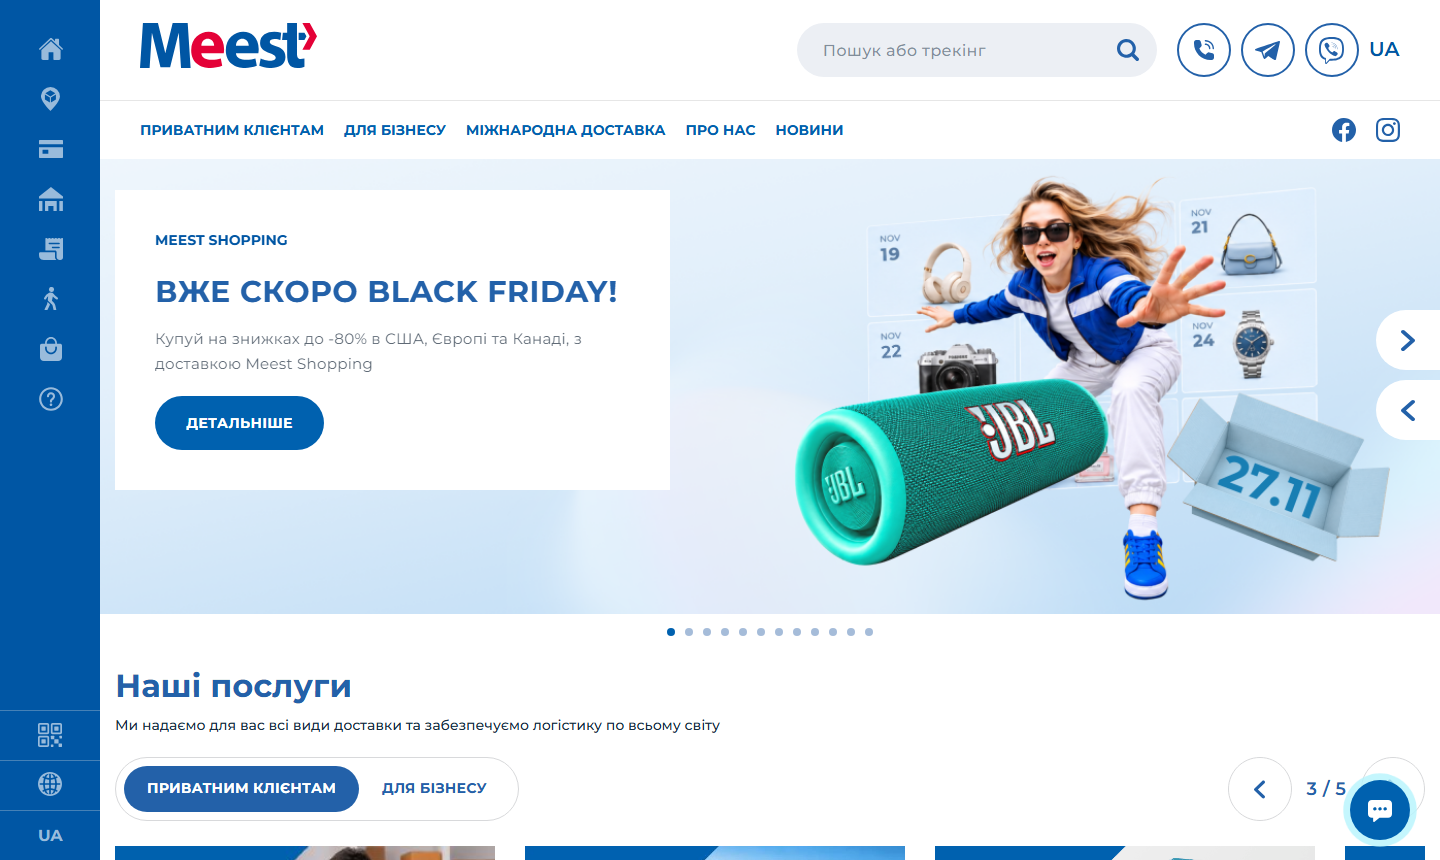 Meest
Пошук або трекінг
UA
ПРИВАТНИМ КЛІЄНТАМ
ДЛЯ БІЗНЕСУ
МІЖНАРОДНА ДОСТАВКА
ПРО НАС
НОВИНИ
MEEST SHOPPING
ВЖЕ СКОРО BLACK FRIDAY!
Купуй на знижках до -80% в США, Європі та Канаді, з
доставкою Meest Shopping
ДЕТАЛЬНІШЕ
NOV
19
NOV
21
NOV
22
NOV
24
JBL
JBL
27.11
Наші послуги
Ми надаємо для вас всі види доставки та забезпечуємо логістику по всьому світу
ПРИВАТНИМ КЛІЄНТАМ
ДЛЯ БІЗНЕСУ
3 / 5
UA